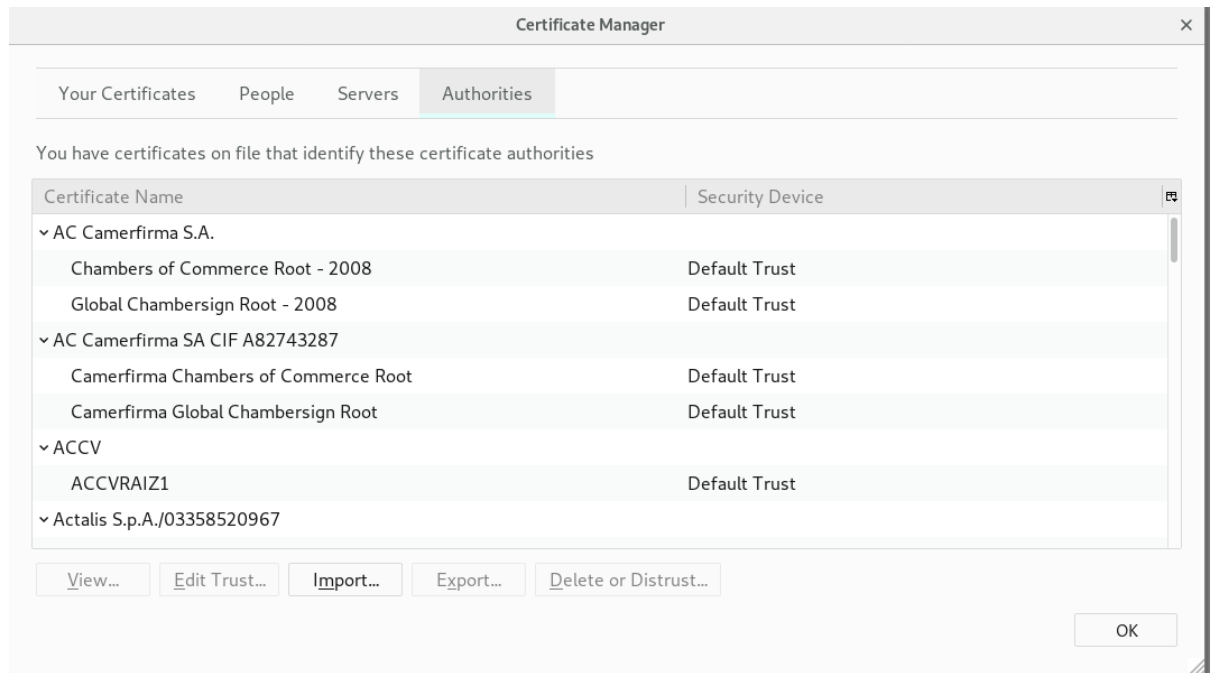 Certificate Manager
Your Certificates People Servers Authorities
You have certificates on file that identify these certificate authorities
Certificate Name Security Device
AC Camerfirma S.A.
Chambers of Commerce Root - 2008 Default Trust
Global Chambersign Root - 2008 Default Trust
AC Camerfirma SA CIF A82743287
Camerfirma Chambers of Commerce Root Default Trust
Camerfirma Global Chambersign Root Default Trust
ACCV
ACCVRAIZ1 Default Trust
Actalis S.p.A./03358520967
View... Edit Trust... Import... Export... Delete or Distrust...
OK